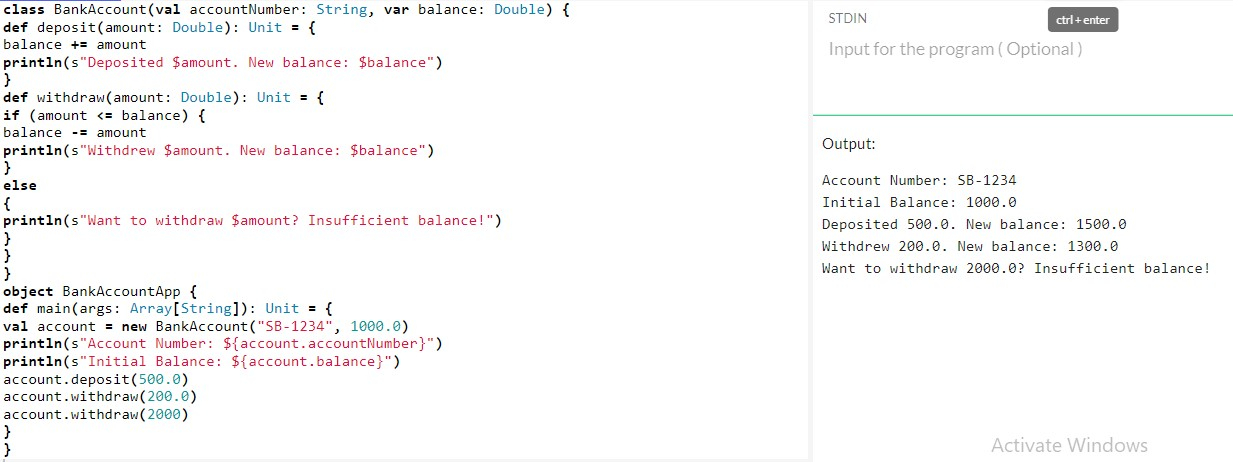 class BankAccount(val accountNumber: String, var balance: Double) {
def deposit(amount: Double): Unit = {
balance += amount
println(s"Deposited $amount. New balance: $balance")
}
def withdraw(amount: Double): Unit = {
if (amount <= balance) {
balance -= amount
println(s"Withdrew $amount. New balance: $balance")
}
else
{
println(s"Want to withdraw $amount? Insufficient balance!")
}
}
}
object BankAccountApp {
def main(args: Array[String]): Unit = {
val account = new BankAccount("SB-1234", 1000.0)
println(s"Account Number: ${account.accountNumber}")
println(s"Initial Balance: ${account.balance}")
account.deposit(500.0)
account.withdraw(200.0)
account.withdraw(2000)
}
}
STDIN
ctrl+enter
Input for the program ( Optional )
Output:
Account Number: SB-1234
Initial Balance: 1000.0
Deposited 500.0. New balance: 1500.0
Withdrew 200.0. New balance: 1300.0
Want to withdraw 2000.0? Insufficient balance!
Activate Windows